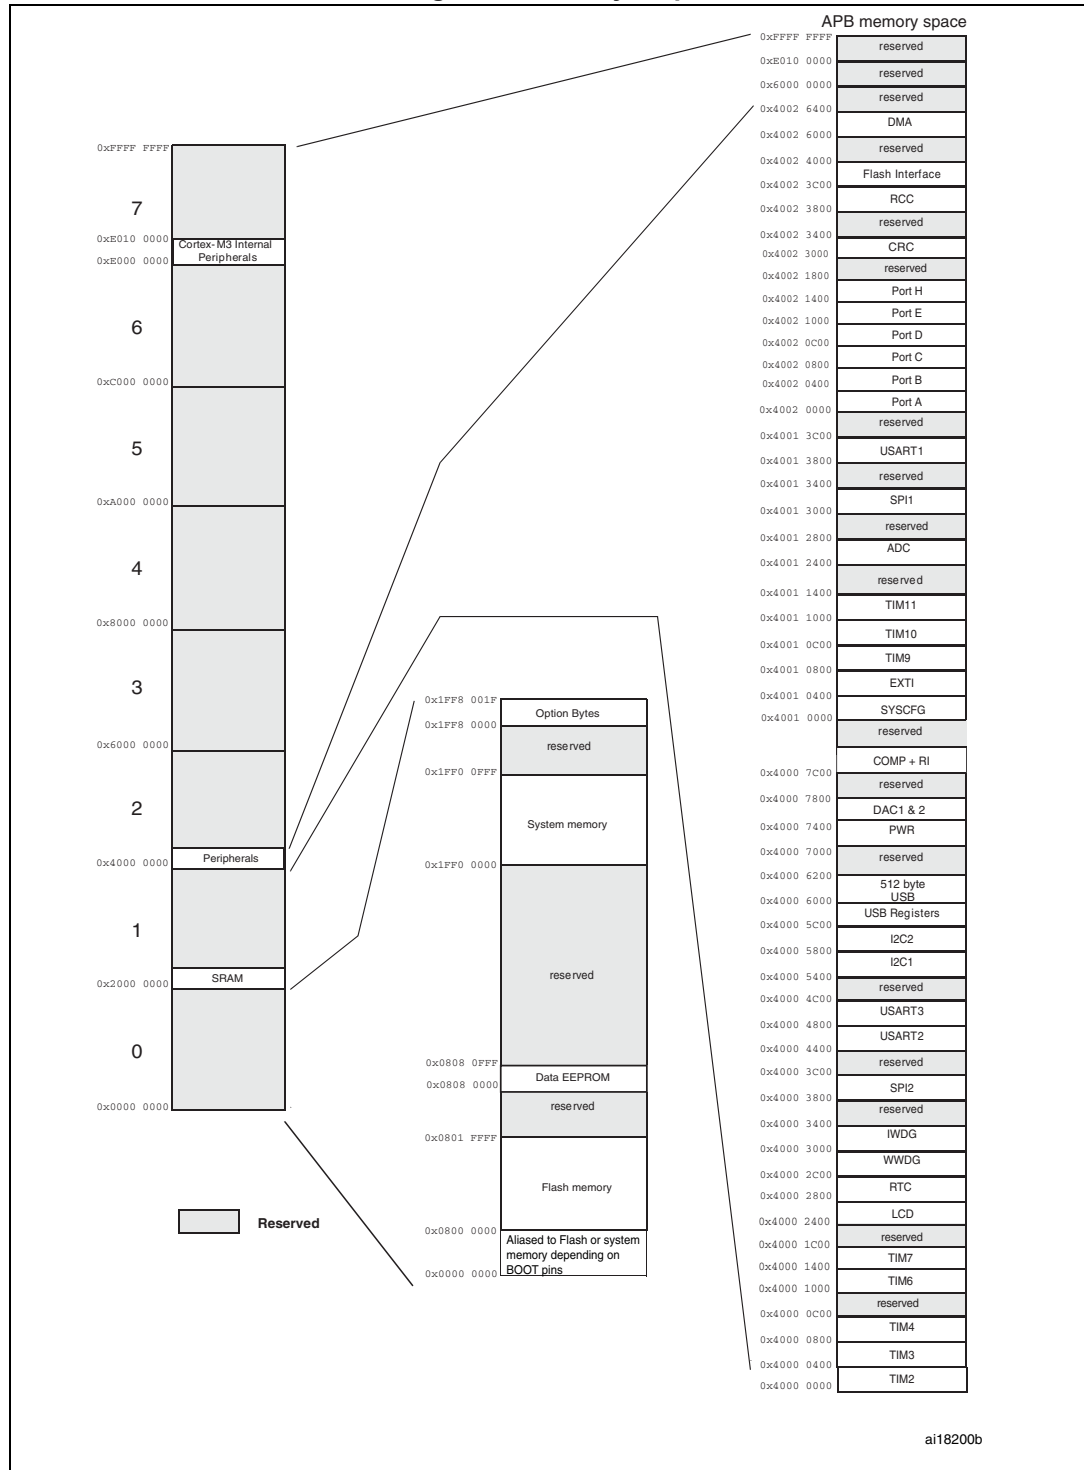 APB memory space
0xFFFF FFFF
reserved
0xE010 0000
reserved
0x6000 0000
reserved
0x4002 6400
DMA
0x4002 6000
reserved
0x4002 4000
Flash Interface
0x4002 3C00
RCC
0x4002 3800
reserved
0x4002 3400
CRC
0x4002 3000
reserved
0x4002 1800
Port H
0x4002 1400
Port E
0x4002 1000
Port D
0x4002 0C00
Port C
0x4002 0800
Port B
0x4002 0400
Port A
0x4002 0000
reserved
0x4001 3C00
USART1
0x4001 3800
reserved
0x4001 3400
SPI1
0x4001 3000
reserved
0x4001 2800
ADC
0x4001 2400
reserved
0x4001 1400
TIM11
0x4001 1000
TIM10
0x4001 0C00
TIM9
0x4001 0800
EXTI
0x4001 0400
SYSCFG
0x4001 0000
reserved
COMP + RI
0x4000 7C00
reserved
0x4000 7800
DAC1 & 2
0x4000 7400
PWR
0x4000 7000
reserved
0x4000 6200
512 byte
USB
0x4000 6000
USB Registers
0x4000 5C00
I2C2
0x4000 5800
I2C1
0x4000 5400
reserved
0x4000 4C00
USART3
0x4000 4800
USART2
0x4000 4400
reserved
0x4000 3C00
SPI2
0x4000 3800
reserved
0x4000 3400
IWDG
0x4000 3000
WWDG
0x4000 2C00
RTC
0x4000 2800
LCD
0x4000 2400
reserved
0x4000 1C00
TIM7
0x4000 1400
TIM6
0x4000 1000
reserved
0x4000 0C00
TIM4
0x4000 0800
TIM3
0x4000 0400
TIM2
0x4000 0000
0xFFFF FFFF
7
0xE010 0000
Cortex-M3 Internal
Peripherals
0xE000 0000
6
0xC000 0000
5
0xA000 0000
4
0x8000 0000
3
0x6000 0000
2
Peripherals
0x4000 0000
1
SRAM
0x2000 0000
0
0x0000 0000
Reserved
0x1FF8 001F
Option Bytes
0x1FF8 0000
reserved
0x1FF0 0FFF
System memory
0x1FF0 0000
reserved
0x0808 0FFF
Data EEPROM
0x0808 0000
reserved
0x0801 FFFF
Flash memory
0x0800 0000
Aliased to Flash or system
memory depending on
BOOT pins
0x0000 0000
ai18200b